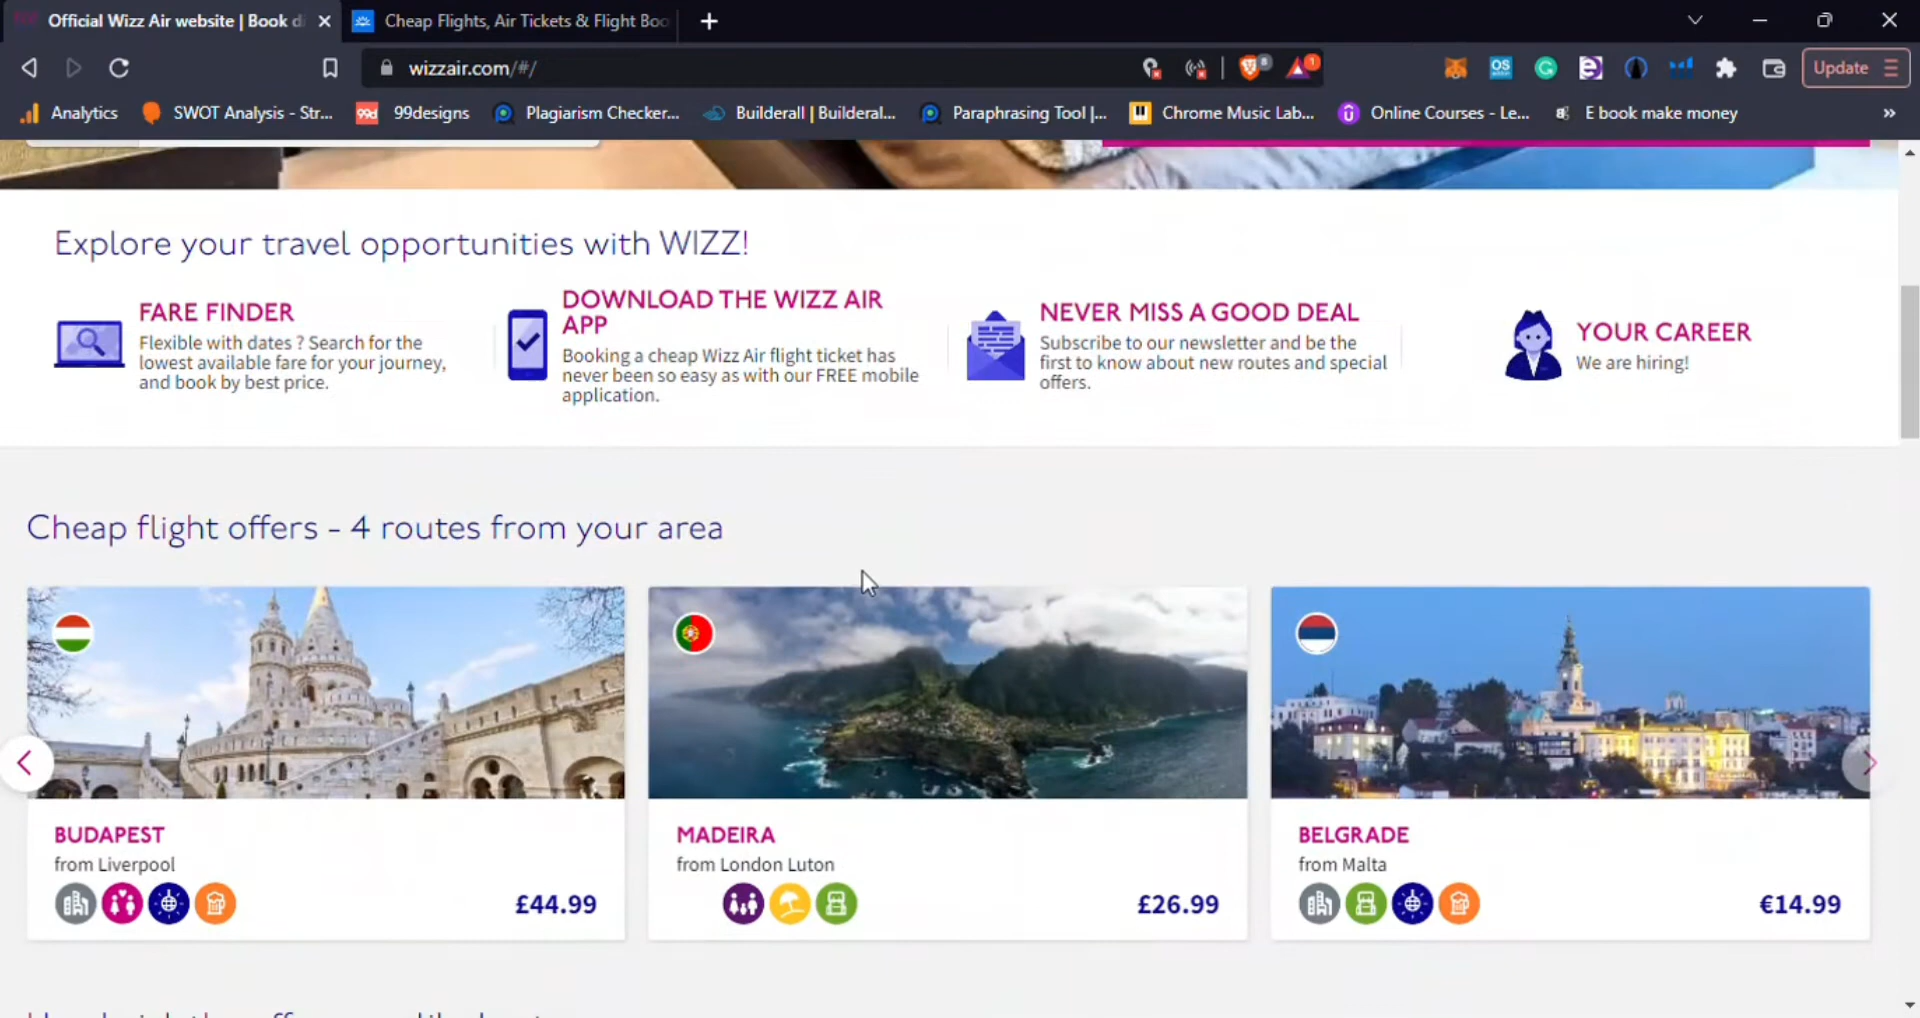 Official Wizz Air website | Book di
Cheap Flights, Air Tickets & Flight Boo
wizzair.com/#/
8
1
OS
Update
Analytics
SWOT Analysis - Str...
99d
99designs
Plagiarism Checker...
Builderall | Builderal...
Paraphrasing Tool |...
Chrome Music Lab...
Online Courses - Le...
E book make money
»
Explore your travel opportunities with WIZZ!
FARE FINDER
Flexible with dates ? Search for the
lowest available fare for your journey,
and book by best price.
DOWNLOAD THE WIZZ AIR
APP
Booking a cheap Wizz Air flight ticket has
never been so easy as with our FREE mobile
application.
NEVER MISS A GOOD DEAL
Subscribe to our newsletter and be the
first to know about new routes and special
offers.
YOUR CAREER
We are hiring!
Cheap flight offers - 4 routes from your area
BUDAPEST
from Liverpool
£44.99
MADEIRA
from London Luton
£26.99
BELGRADE
from Malta
€14.99